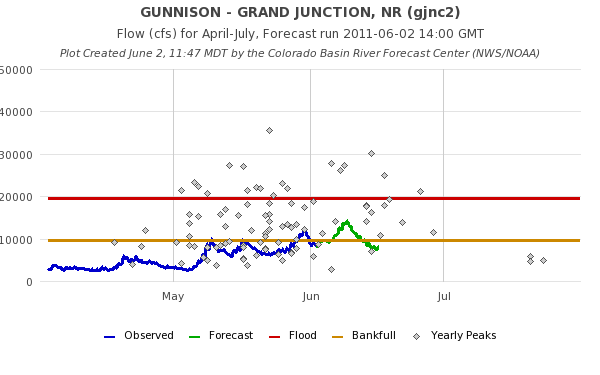 GUNNISON - GRAND JUNCTION, NR (gjnc2)
Flow (cfs) for April-July, Forecast run 2011-06-02 14:00 GMT
Plot Created June 2, 11:47 MDT by the Colorado Basin River Forecast Center (NWS/NOAA)
50000
40000
30000
20000
10000
0
May Jun Jul
Observed Forecast Flood Bankfull Yearly Peaks